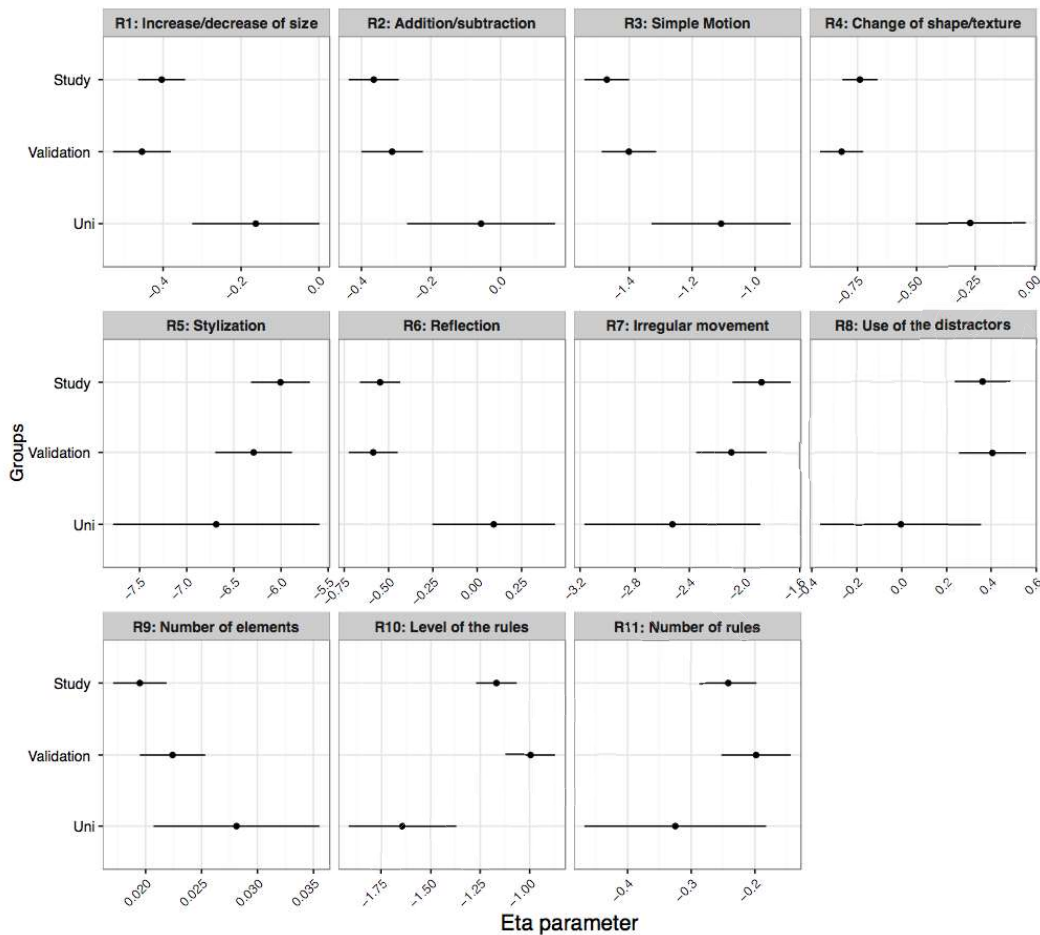 R1: Increase/decrease of size R2: Addition/subtraction R3: Simple Motion R4: Change of shape/texture
Study
Validation
Uni
−0.4 −0.2 0.0 −0.4 −0.2 0.0 −1.4 −1.2 −1.0 −0.75 −0.50 −0.25 0.00
R5: Stylization R6: Reflection R7: Irregular movement R8: Use of the distractors
Study
Validation
Uni
−7.5 −7.0 −6.5 −6.0 −5.5 −0.75 −0.50 −0.25 0.00 0.25 −3.2 −2.8 −2.4 −2.0 −1.6 −0.2 0.0 0.2 0.4 0.6
Groups
R9: Number of elements R10: Level of the rules R11: Number of rules
Study
Validation
Uni
0.020 0.025 0.030 0.035 −1.75 −1.50 −1.25 −1.00 −0.4 −0.3 −0.2
Eta parameter